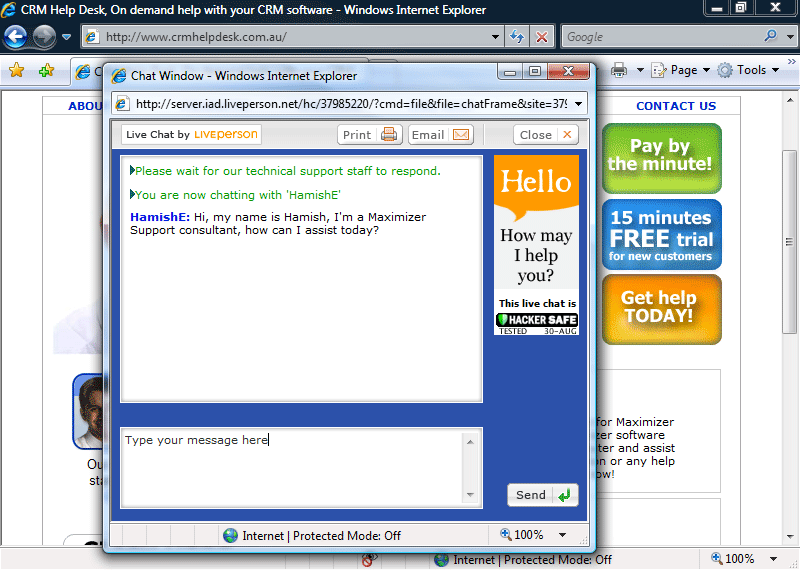 CRM Help Desk, On demand help with your CRM software - Windows Internet Explorer
http://www.crmhelpdesk.com.au/
Google
Page
Tools
Chat Window - Windows Internet Explorer
http://server.iad.liveperson.net/hc/37985220/?cmd=file&file=chatFrame&site=379
ABOU
CONTACT US
Live Chat by LIVEPERSON
Print
Email
Close
Please wait for our technical support staff to respond.
You are now chatting with 'HamishE'
HamishE: Hi, my name is Hamish, I'm a Maximizer
Support consultant, how can I assist today?
Hello
How may
I help
you?
This live chat is
HACKER SAFE
TESTED 30-AUG
Pay by
the minute!
15 minutes
FREE trial
for new customers
Get help
TODAY!
for Maximizer
zer software
ter and assist
on or any help
ow!
Ou
sta
Type your message here
Send
Internet | Protected Mode: Off
100%
Internet | Protected Mode: Off
100%